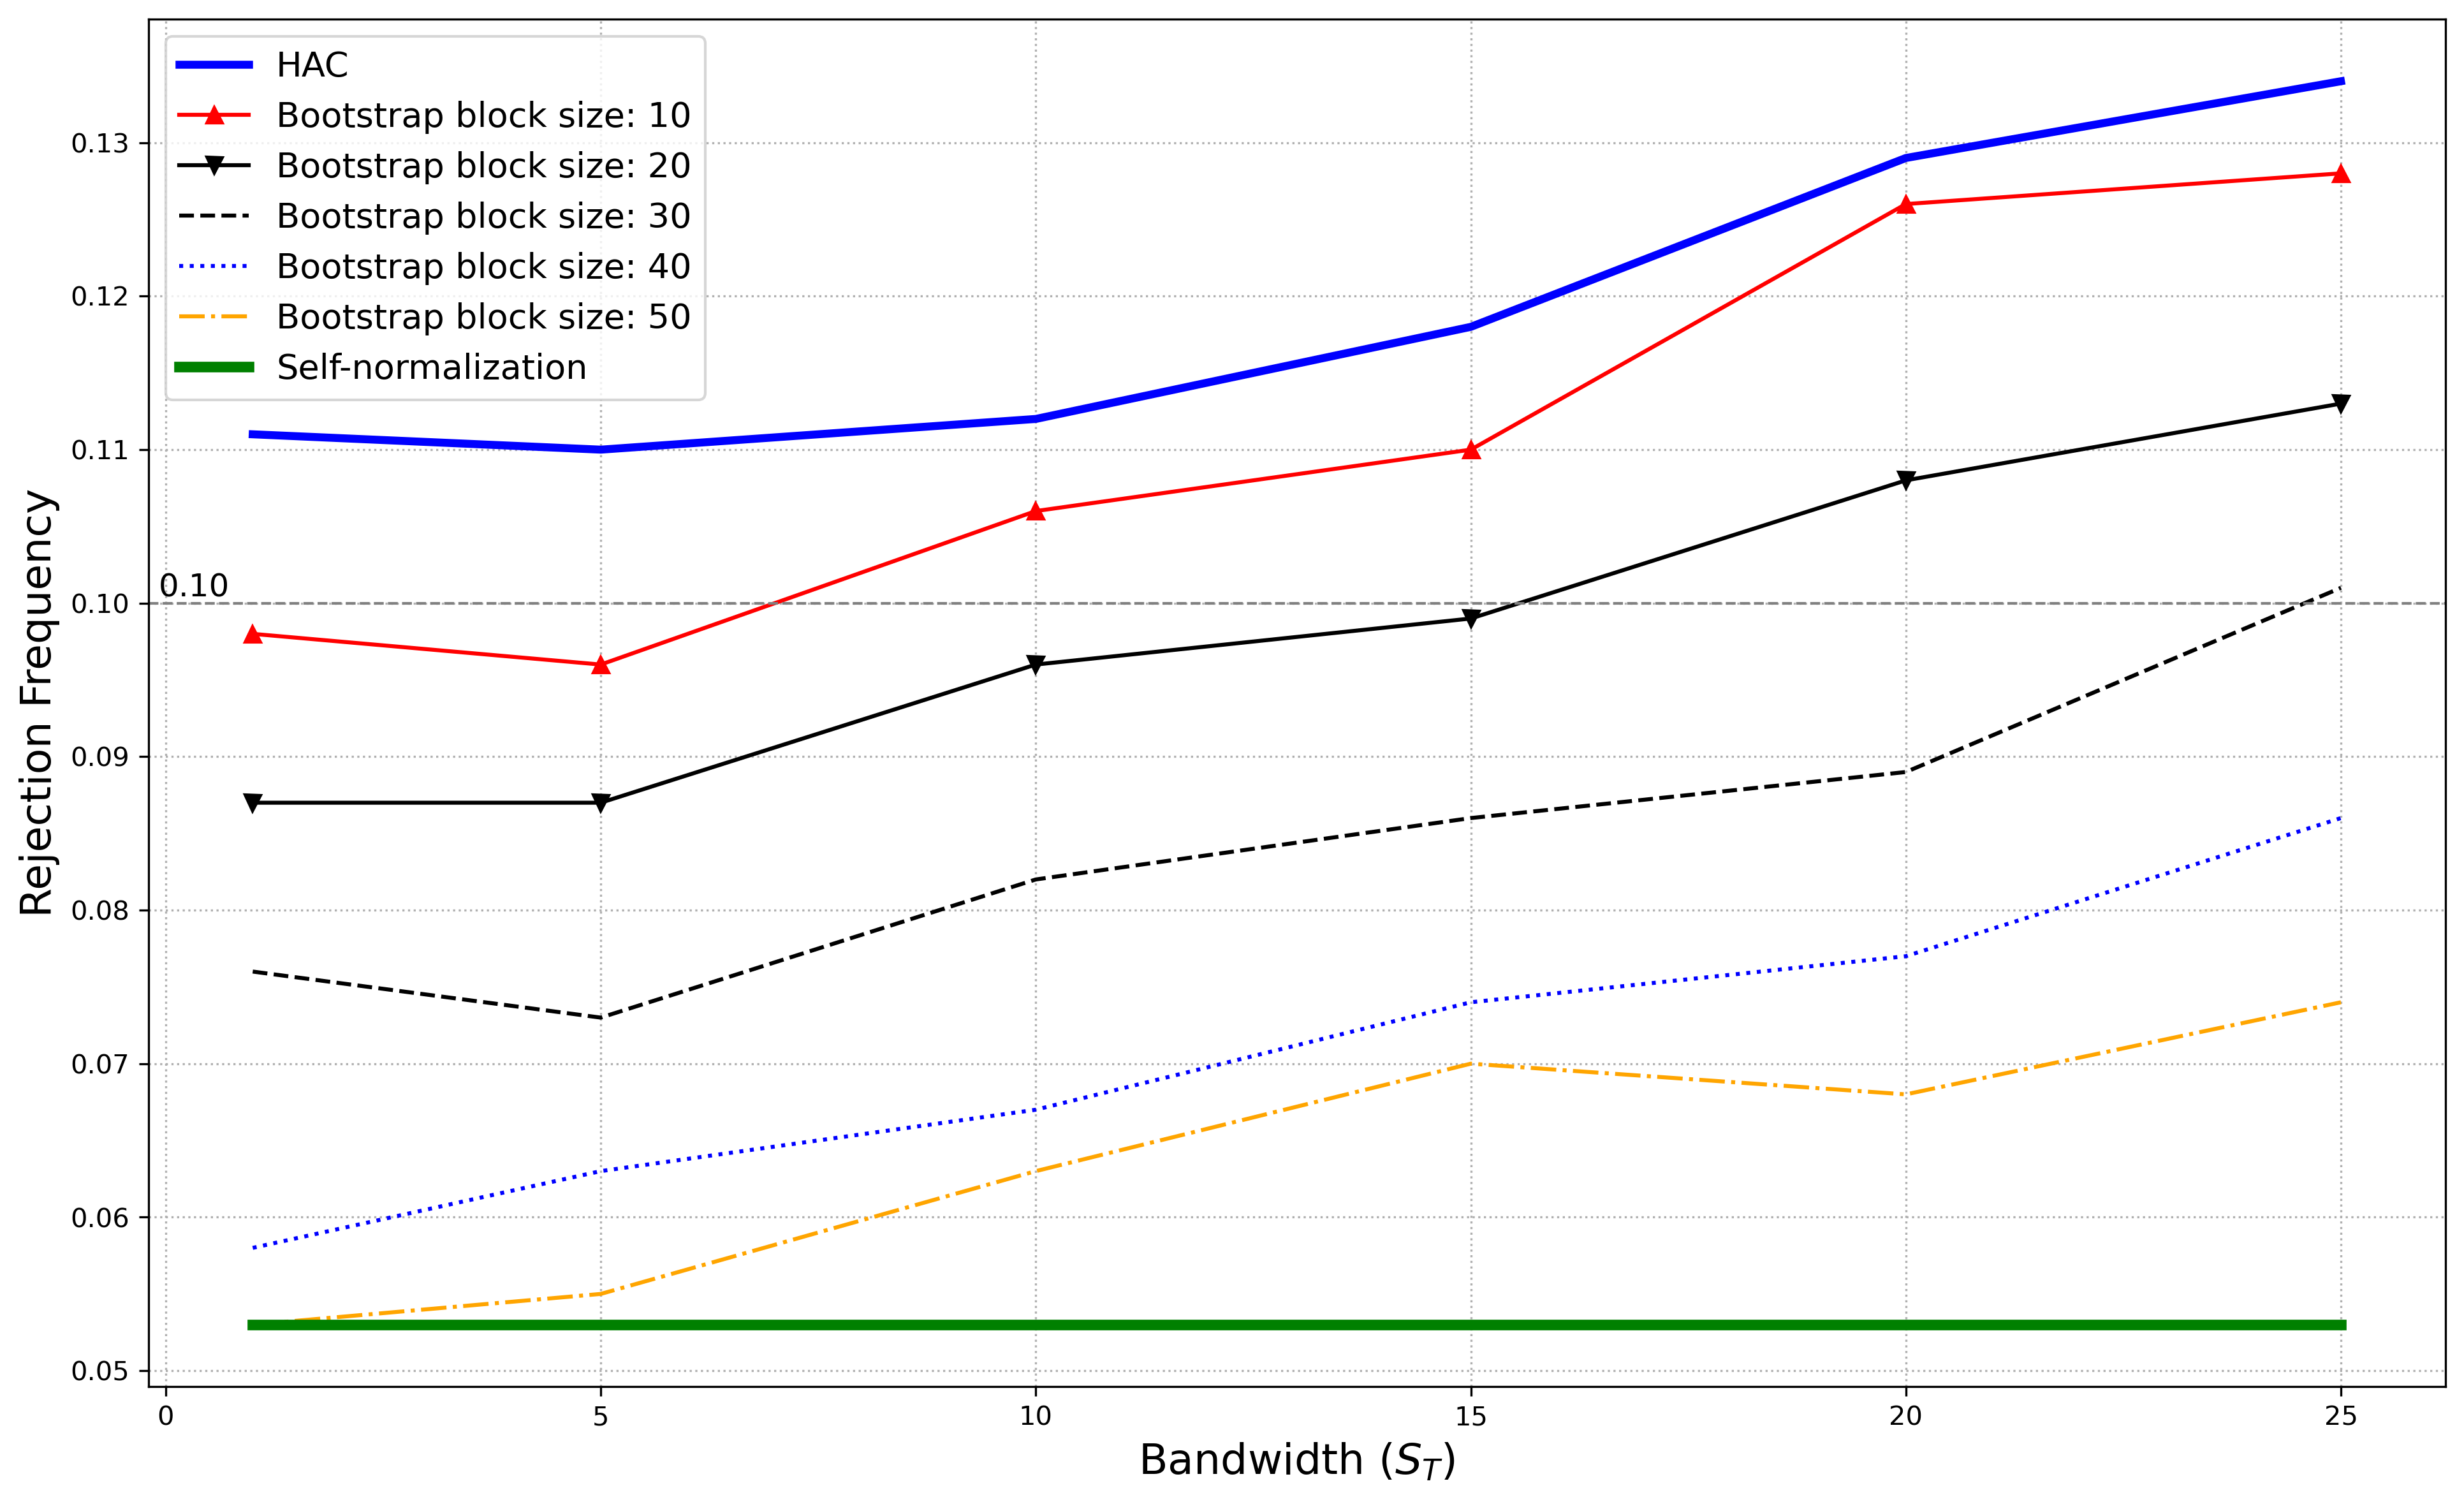 HAC
Bootstrap block size: 10
Bootstrap block size: 20
Bootstrap block size: 30
Bootstrap block size: 40
Bootstrap block size: 50
Self-normalization
0.13
0.12
0.11
0.10
0.10
0.09
0.08
0.07
0.06
0.05
Rejection Frequency
0 5 10 15 20 25
Bandwidth ($S_T$)